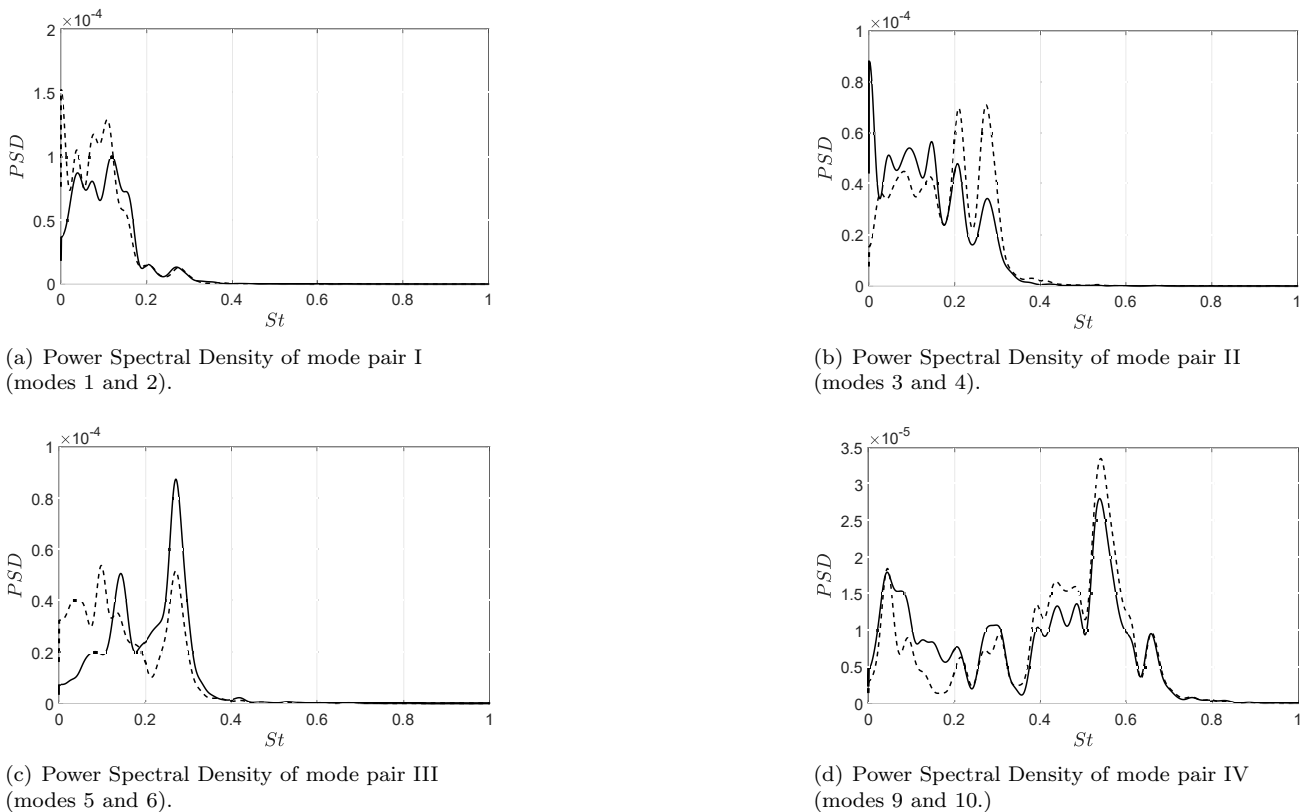 ×10⁻⁴
2
1.5
1
0.5
0
PSD
0 0.2 0.4 0.6 0.8 1
St
(a) Power Spectral Density of mode pair I
(modes 1 and 2).
×10⁻⁴
1
0.8
0.6
0.4
0.2
0
PSD
0 0.2 0.4 0.6 0.8 1
St
(b) Power Spectral Density of mode pair II
(modes 3 and 4).
×10⁻⁴
1
0.8
0.6
0.4
0.2
0
PSD
0 0.2 0.4 0.6 0.8 1
St
(c) Power Spectral Density of mode pair III
(modes 5 and 6).
×10⁻⁵
3.5
3
2.5
2
1.5
1
0.5
0
PSD
0 0.2 0.4 0.6 0.8 1
St
(d) Power Spectral Density of mode pair IV
(modes 9 and 10.)